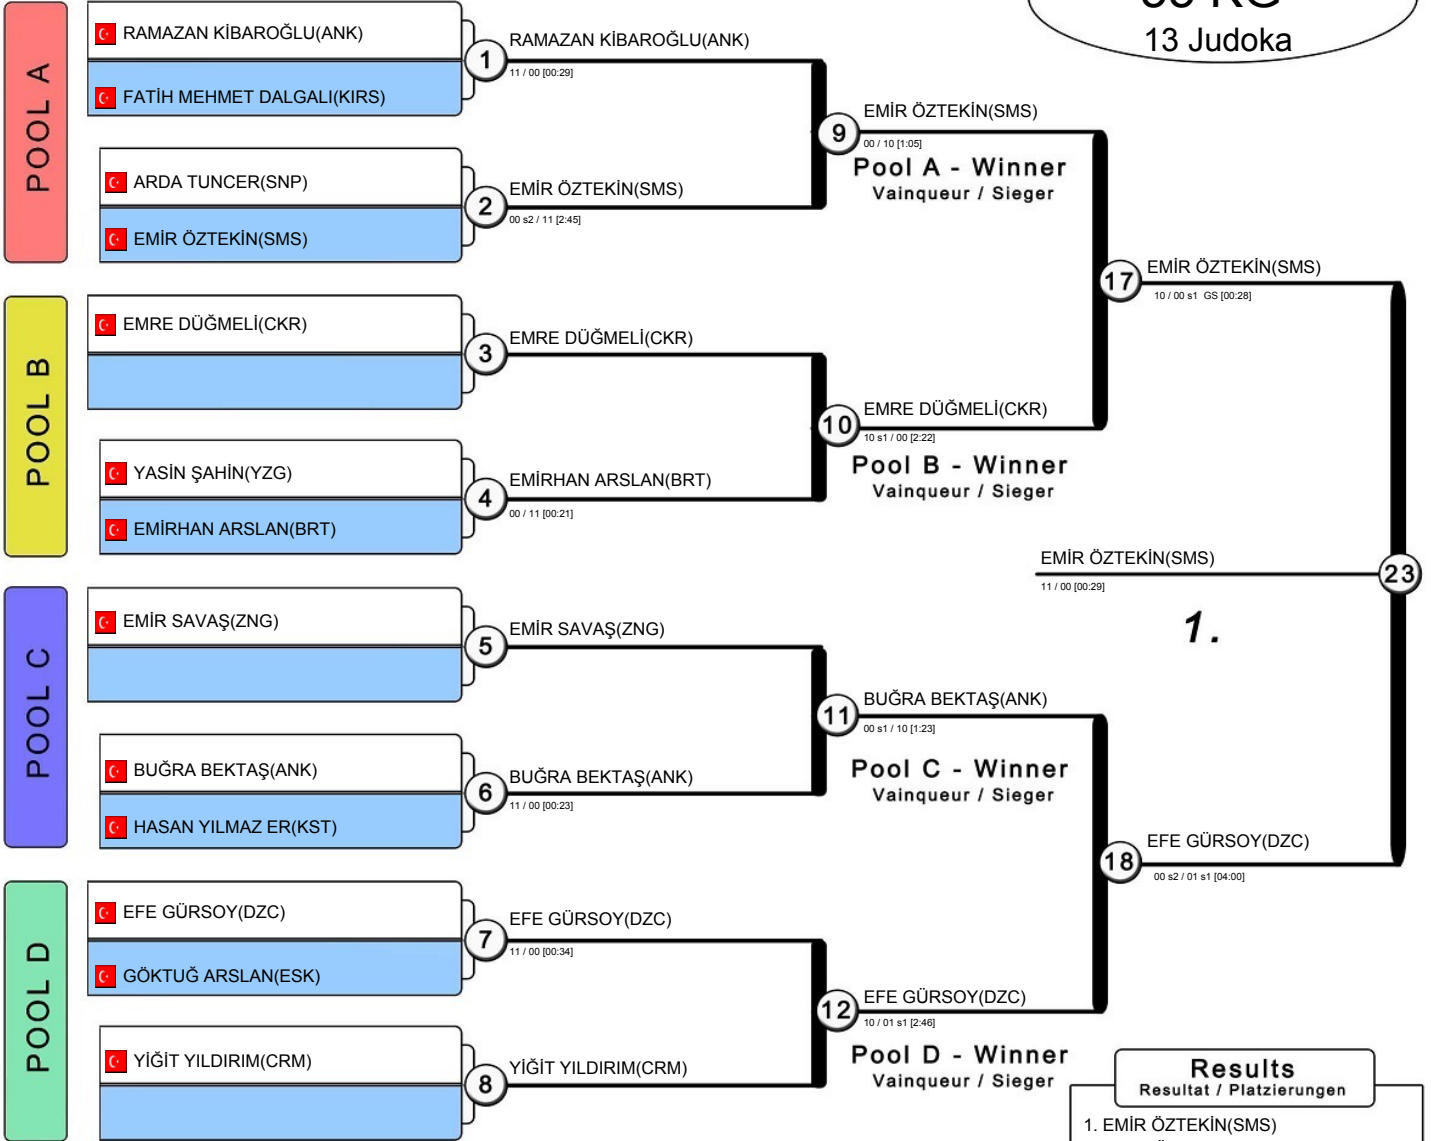 13 Judoka
POOL A
RAMAZAN KİBAROĞLU(ANK)
FATİH MEHMET DALGALI(KIRS)
1
RAMAZAN KİBAROĞLU(ANK)
11 / 00 [00:29]
ARDA TUNCER(SNP)
EMİR ÖZTEKİN(SMS)
2
EMİR ÖZTEKİN(SMS)
00 s2 / 11 [2:45]
9
EMİR ÖZTEKİN(SMS)
00 / 10 [1:05]
Pool A - Winner
Vainqueur / Sieger
POOL B
EMRE DÜĞMELİ(CKR)
3
EMRE DÜĞMELİ(CKR)
YASİN ŞAHİN(YZG)
EMİRHAN ARSLAN(BRT)
4
EMİRHAN ARSLAN(BRT)
00 / 11 [00:21]
10
EMRE DÜĞMELİ(CKR)
10 s1 / 00 [2:22]
Pool B - Winner
Vainqueur / Sieger
17
EMİR ÖZTEKİN(SMS)
10 / 00 s1 GS [00:28]
POOL C
EMİR SAVAŞ(ZNG)
5
EMİR SAVAŞ(ZNG)
BUĞRA BEKTAŞ(ANK)
HASAN YILMAZ ER(KST)
6
BUĞRA BEKTAŞ(ANK)
11 / 00 [00:23]
11
BUĞRA BEKTAŞ(ANK)
00 s1 / 10 [1:23]
Pool C - Winner
Vainqueur / Sieger
POOL D
EFE GÜRSOY(DZC)
GÖKTUĞ ARSLAN(ESK)
7
EFE GÜRSOY(DZC)
11 / 00 [00:34]
YİĞİT YILDIRIM(CRM)
8
YİĞİT YILDIRIM(CRM)
12
EFE GÜRSOY(DZC)
10 / 01 s1 [2:46]
Pool D - Winner
Vainqueur / Sieger
18
EFE GÜRSOY(DZC)
00 s2 / 01 s1 [04:00]
EMİR ÖZTEKİN(SMS)
23
11 / 00 [00:29]
1.
Results
Resultat / Platzierungen
1. EMİR ÖZTEKİN(SMS)